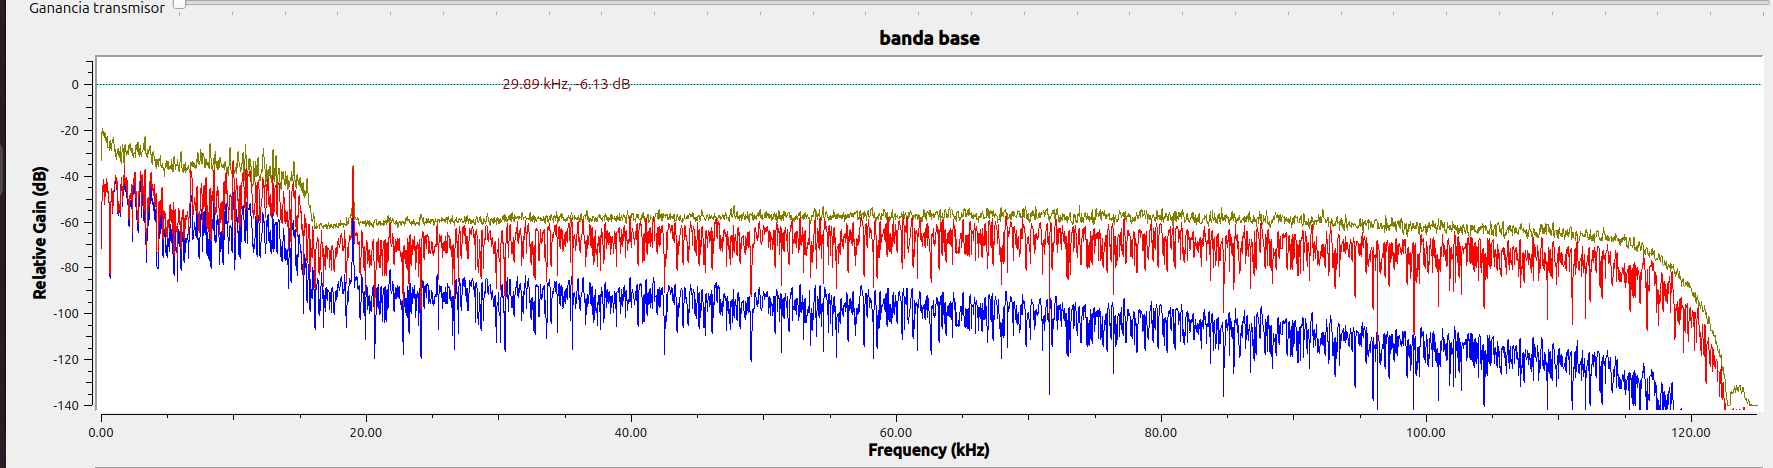 Ganancia transmisor
banda base
29.89 kHz, -6.13 dB
Relative Gain (dB)
0
-20
-40
-60
-80
-100
-120
-140
0.00 20.00 40.00 60.00 80.00 100.00 120.00
Frequency (kHz)